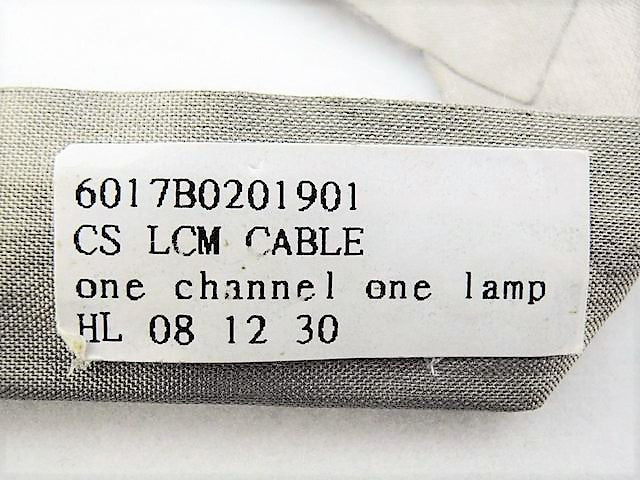 6017B0201901
CS LCM CABLE
one channel one lamp
HL 08 12 30